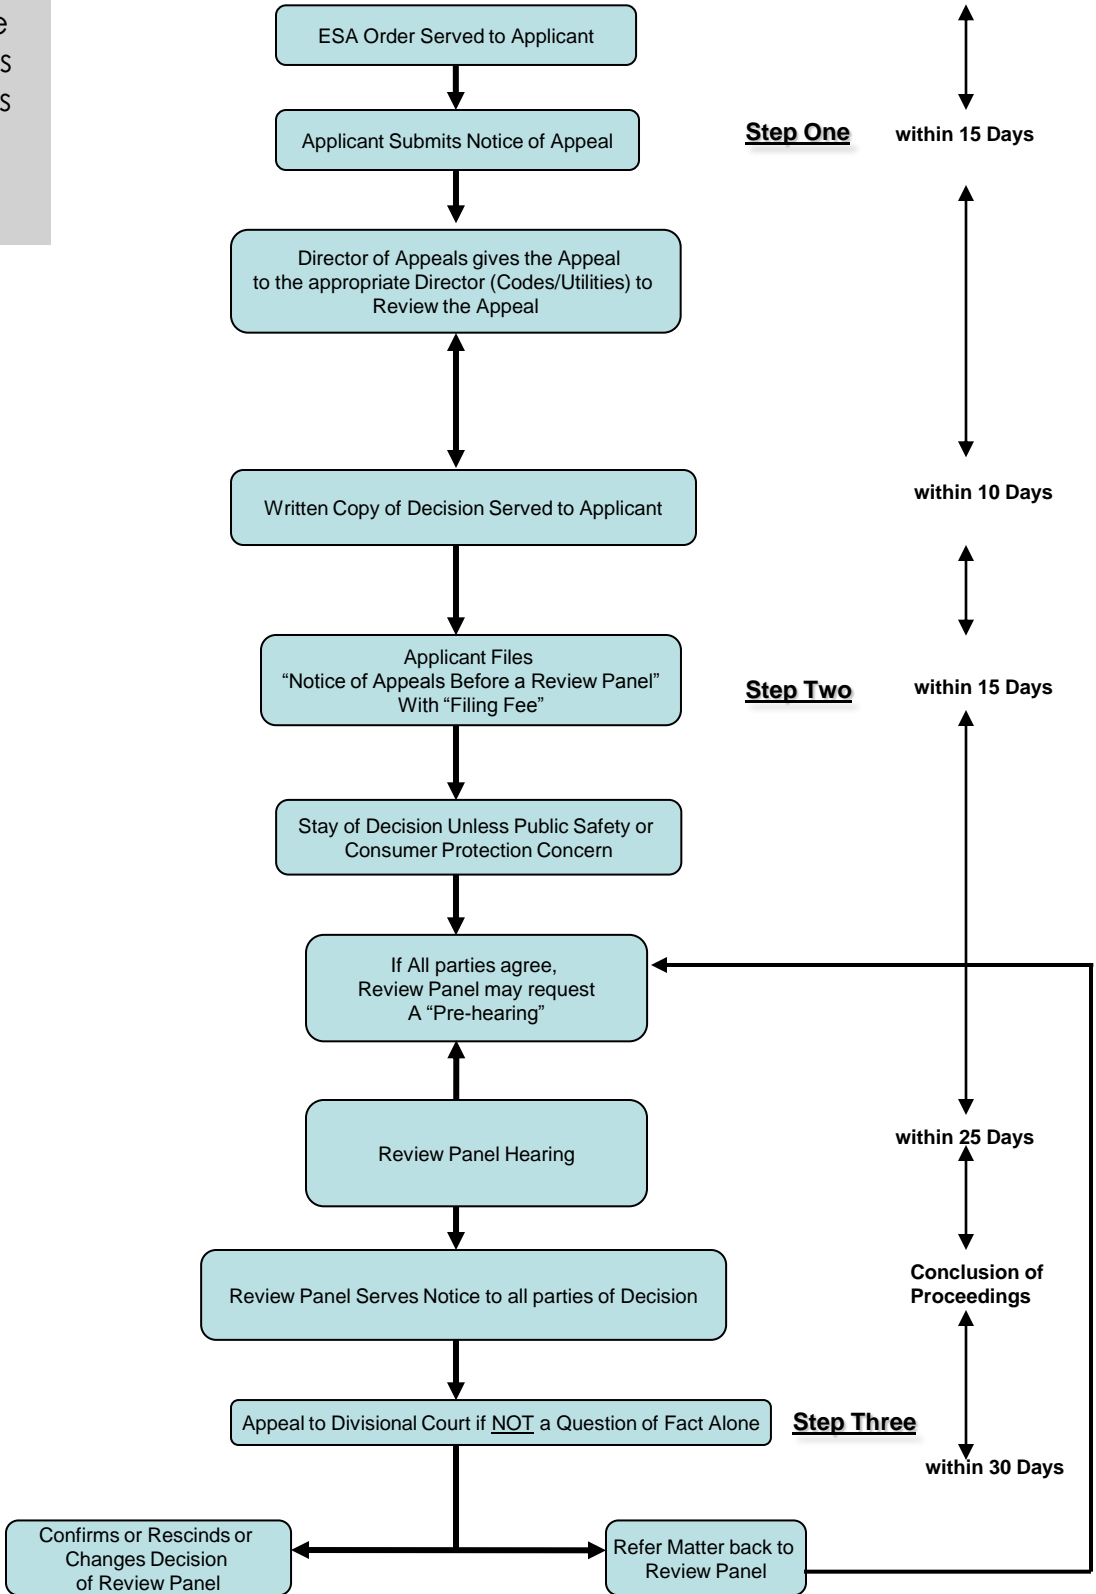 e
s
s
ESA Order Served to Applicant
Applicant Submits Notice of Appeal
Step One
within 15 Days
Director of Appeals gives the Appeal
to the appropriate Director (Codes/Utilities) to
Review the Appeal
Written Copy of Decision Served to Applicant
within 10 Days
Applicant Files
“Notice of Appeals Before a Review Panel”
With “Filing Fee”
Step Two
within 15 Days
Stay of Decision Unless Public Safety or
Consumer Protection Concern
If All parties agree,
Review Panel may request
A “Pre-hearing”
Review Panel Hearing
within 25 Days
Review Panel Serves Notice to all parties of Decision
Conclusion of
Proceedings
Appeal to Divisional Court if NOT a Question of Fact Alone
Step Three
within 30 Days
Confirms or Rescinds or
Changes Decision
of Review Panel
Refer Matter back to
Review Panel